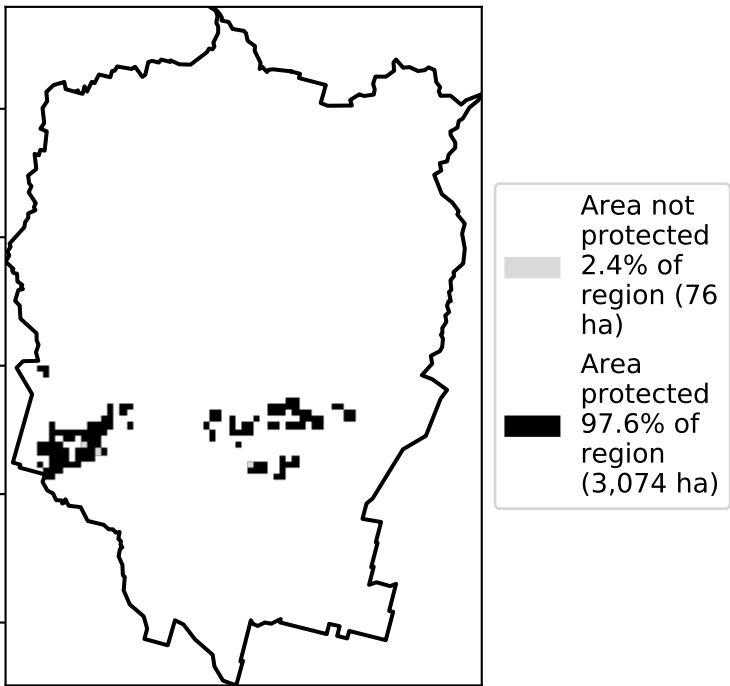 Area not
protected
2.4% of
region (76
ha)
Area
protected
97.6% of
region
(3,074 ha)